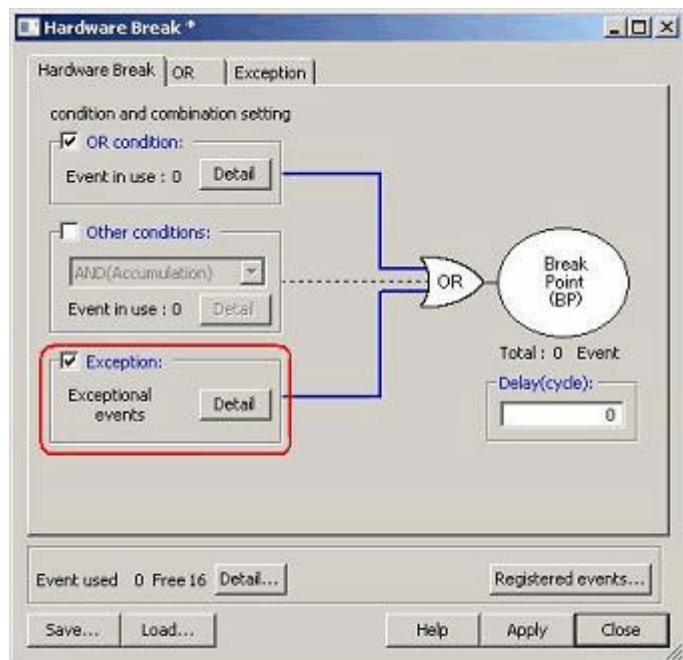 Hardware Break *
Hardware Break OR Exception
condition and combination setting
OR condition:
Event in use : 0 Detail
Other conditions:
AND(Accumulation)
Event in use : 0 Detail
Exception:
Exceptional
events
Detail
OR
Break
Point
(BP)
Total : 0 Event
Delay(cycle):
0
Event used 0 Free 16 Detail... Registered events...
Save... Load... Help Apply Close